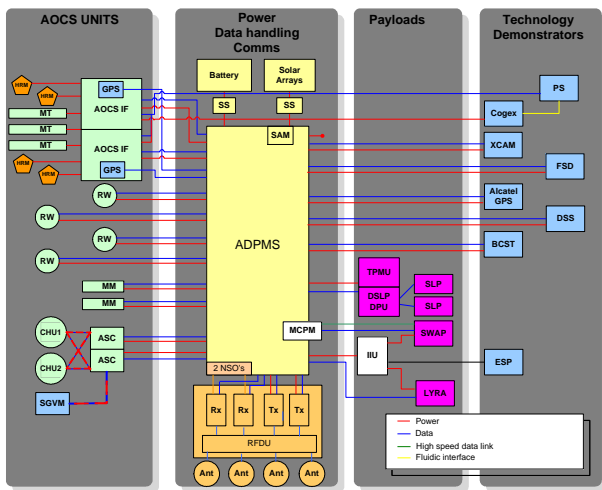 AOCS UNITS
Power
Data handling
Comms
Payloads
Technology
Demonstrators
HRM
HRM
MT
MT
MT
HRM
HRM
GPS
AOCS IF
AOCS IF
GPS
RW
RW
RW
RW
MM
MM
CHU1
CHU2
ASC
ASC
SGVM
Battery
Solar
Arrays
SS
SS
SAM
ADPMS
MCPM
2 NSO's
Rx
Rx
Tx
Tx
RFDU
Ant
Ant
Ant
Ant
TPMU
DSLP
DPU
SLP
SLP
SWAP
IIU
LYRA
PS
Cogex
XCAM
FSD
Alcatel
GPS
DSS
BCST
ESP
Power
Data
High speed data link
Fluidic interface